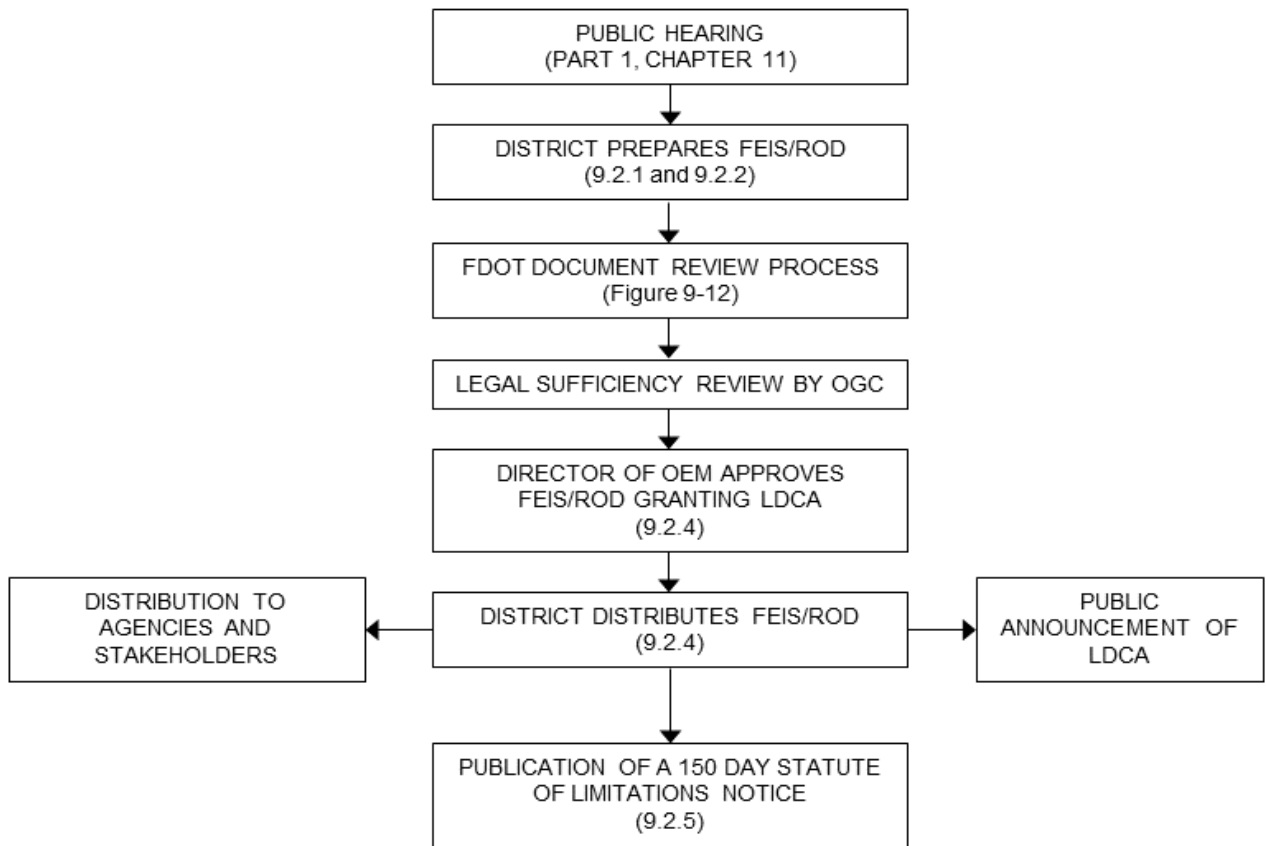 PUBLIC HEARING
(PART 1, CHAPTER 11)
DISTRICT PREPARES FEIS/ROD
(9.2.1 and 9.2.2)
FDOT DOCUMENT REVIEW PROCESS
(Figure 9-12)
LEGAL SUFFICIENCY REVIEW BY OGC
DIRECTOR OF OEM APPROVES
FEIS/ROD GRANTING LDCA
(9.2.4)
DISTRIBUTION TO
AGENCIES AND
STAKEHOLDERS
DISTRICT DISTRIBUTES FEIS/ROD
(9.2.4)
PUBLIC
ANNOUNCEMENT OF
LDCA
PUBLICATION OF A 150 DAY STATUTE
OF LIMITATIONS NOTICE
(9.2.5)